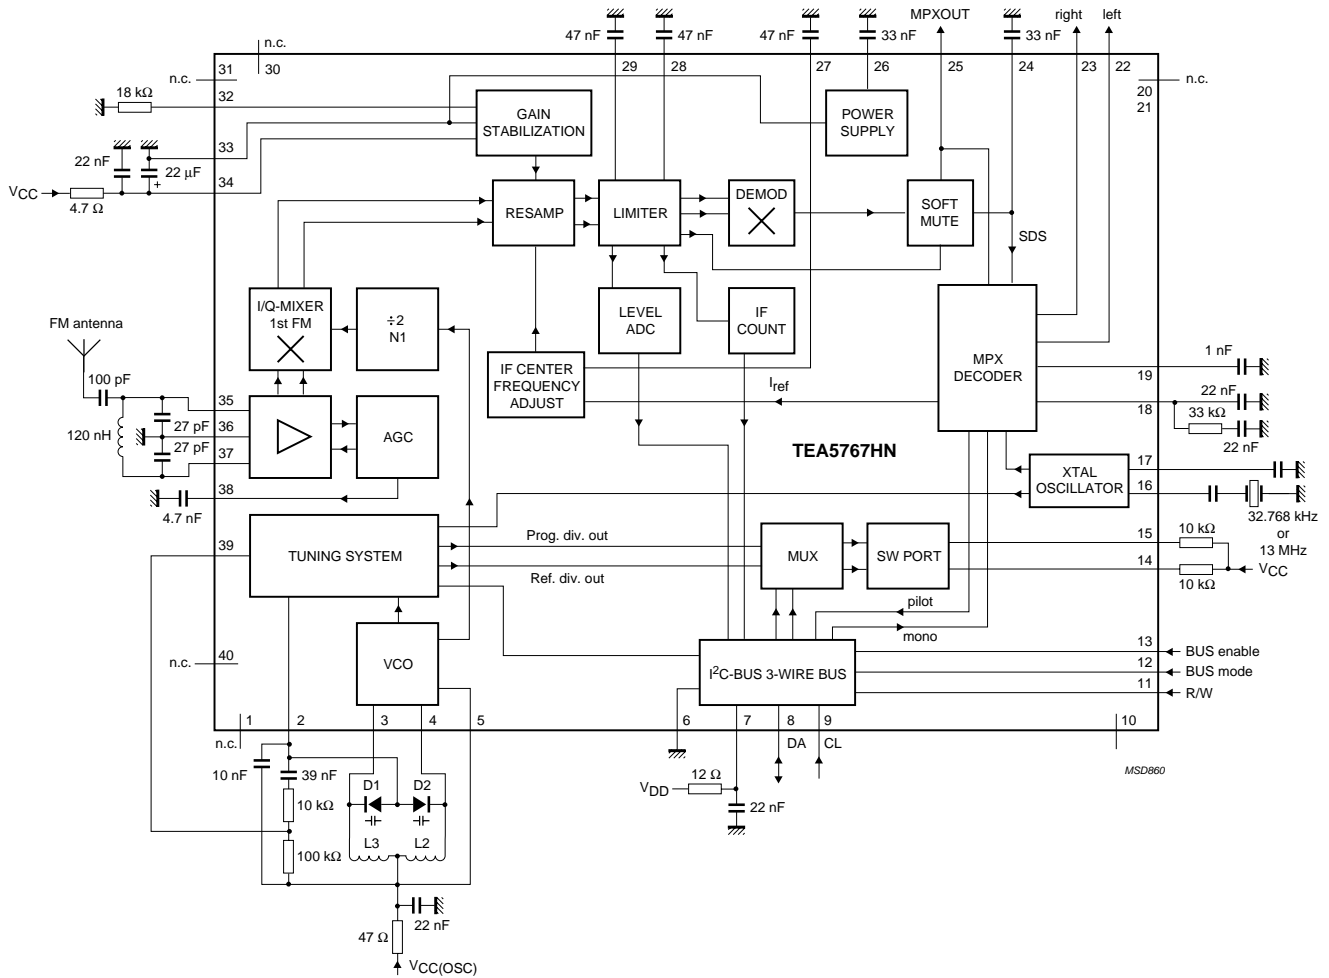 47 nF
47 nF
47 nF
33 nF
MPXOUT
33 nF
right
left
n.c.
30
31
n.c.
29
28
27
26
25
24
23
22
n.c.
20
21
18 kΩ
32
GAIN
STABILIZATION
POWER
SUPPLY
33
22 nF
22 μF
+
34
VCC
4.7 Ω
RESAMP
LIMITER
DEMOD
SOFT
MUTE
SDS
I/Q-MIXER
1st FM
÷2
N1
LEVEL
ADC
IF
COUNT
MPX
DECODER
FM antenna
100 pF
IF CENTER
FREQUENCY
ADJUST
Iref
1 nF
19
22 nF
18
33 kΩ
22 nF
35
27 pF
36
120 nH
27 pF
37
AGC
TEA5767HN
38
4.7 nF
XTAL
OSCILLATOR
17
16
32.768 kHz
or
13 MHz
39
TUNING SYSTEM
Prog. div. out
Ref. div. out
MUX
SW PORT
15
10 kΩ
14
10 kΩ
VCC
pilot
mono
n.c.
40
VCO
I²C-BUS 3-WIRE BUS
13
BUS enable
12
BUS mode
11
R/W
1
n.c.
2
3
4
5
6
7
8
DA
9
CL
10
MSD860
10 nF
39 nF
D1
D2
10 kΩ
L3
L2
100 kΩ
VDD
12 Ω
22 nF
22 nF
47 Ω
VCC(OSC)